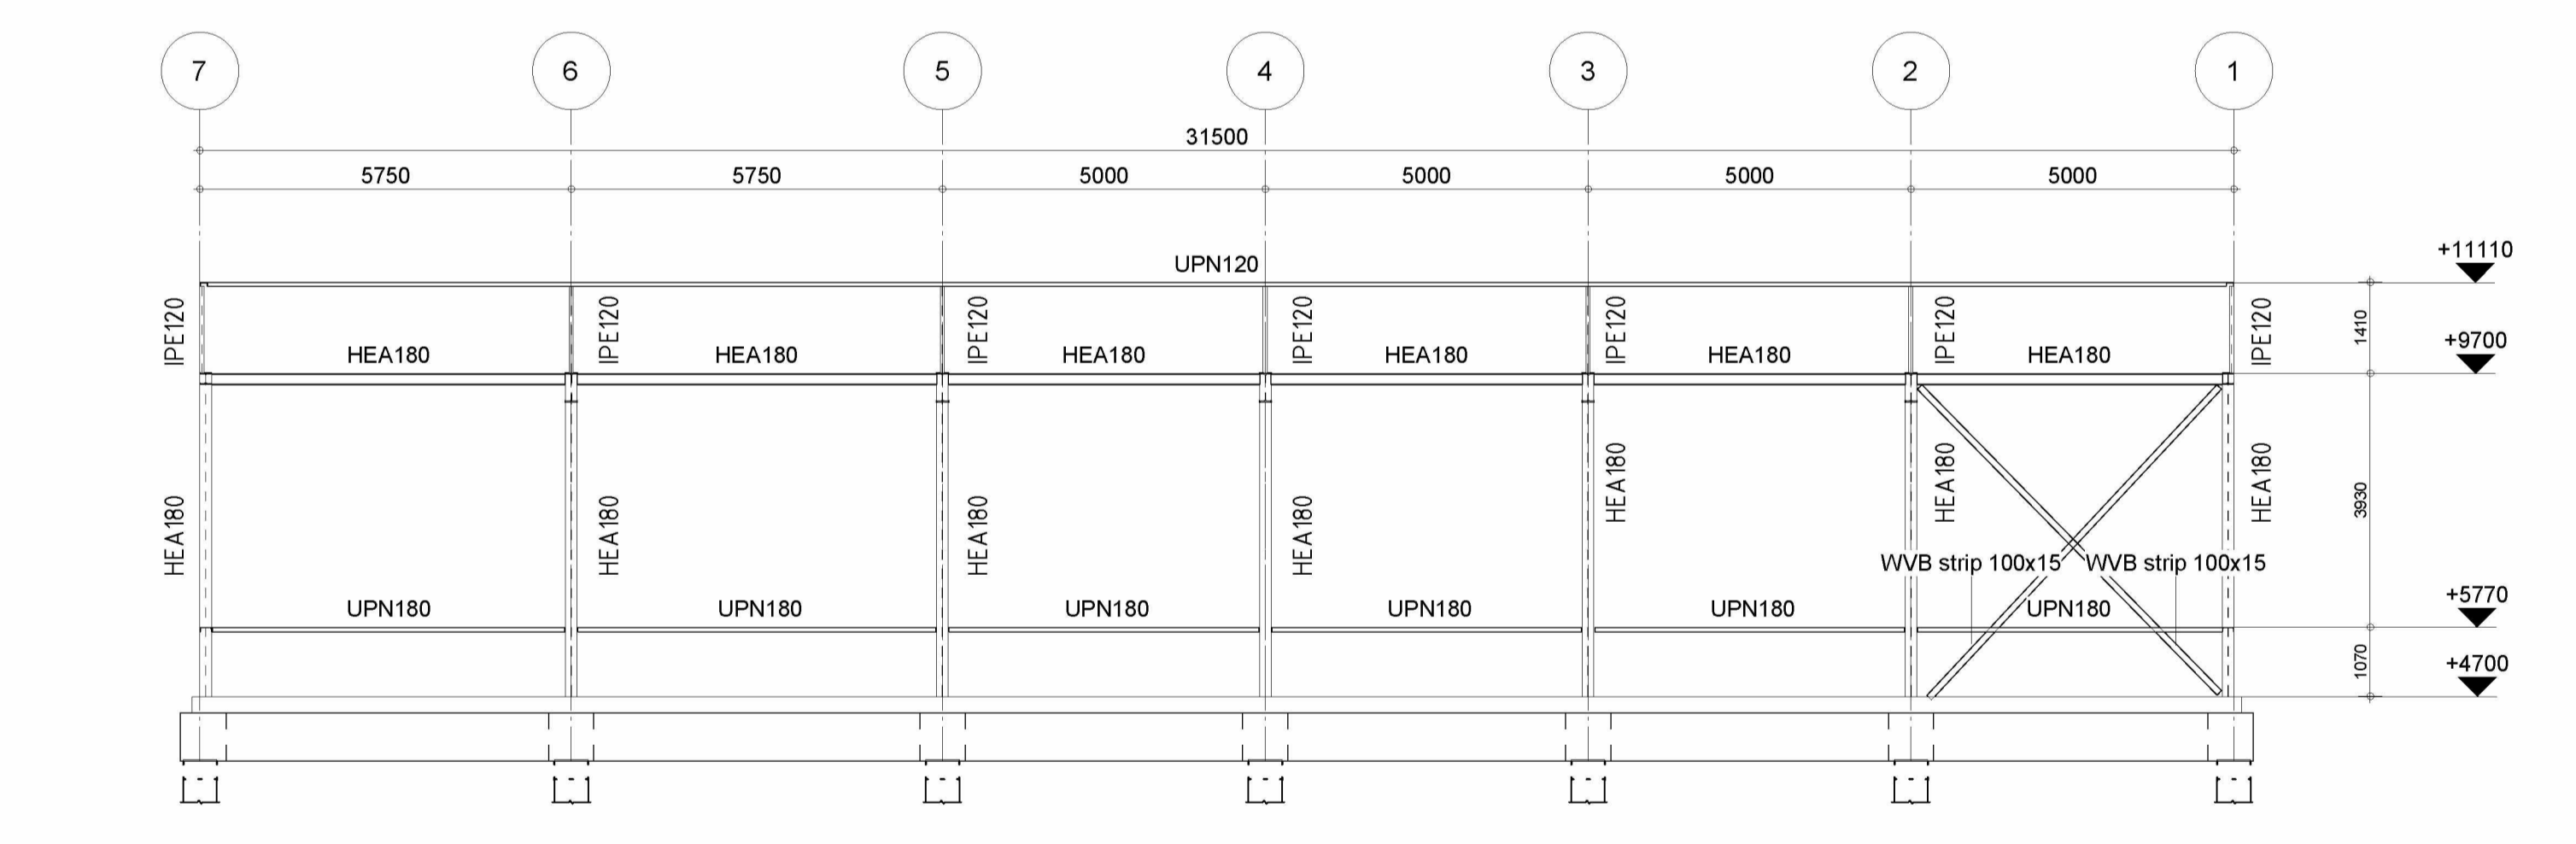 7 6 5 4 3 2 1
31500
5750 5750 5000 5000 5000 5000
+11110
UPN120
IPE120 IPE120 IPE120 IPE120 IPE120 IPE120 IPE120
1410
+9700
HEA180 HEA180 HEA180 HEA180 HEA180 HEA180
HEA180 HEA180 HEA180 HEA180 HEA180 HEA180 HEA180
3930
WVB strip 100x15 WVB strip 100x15
+5770
UPN180 UPN180 UPN180 UPN180 UPN180 UPN180
1070
+4700